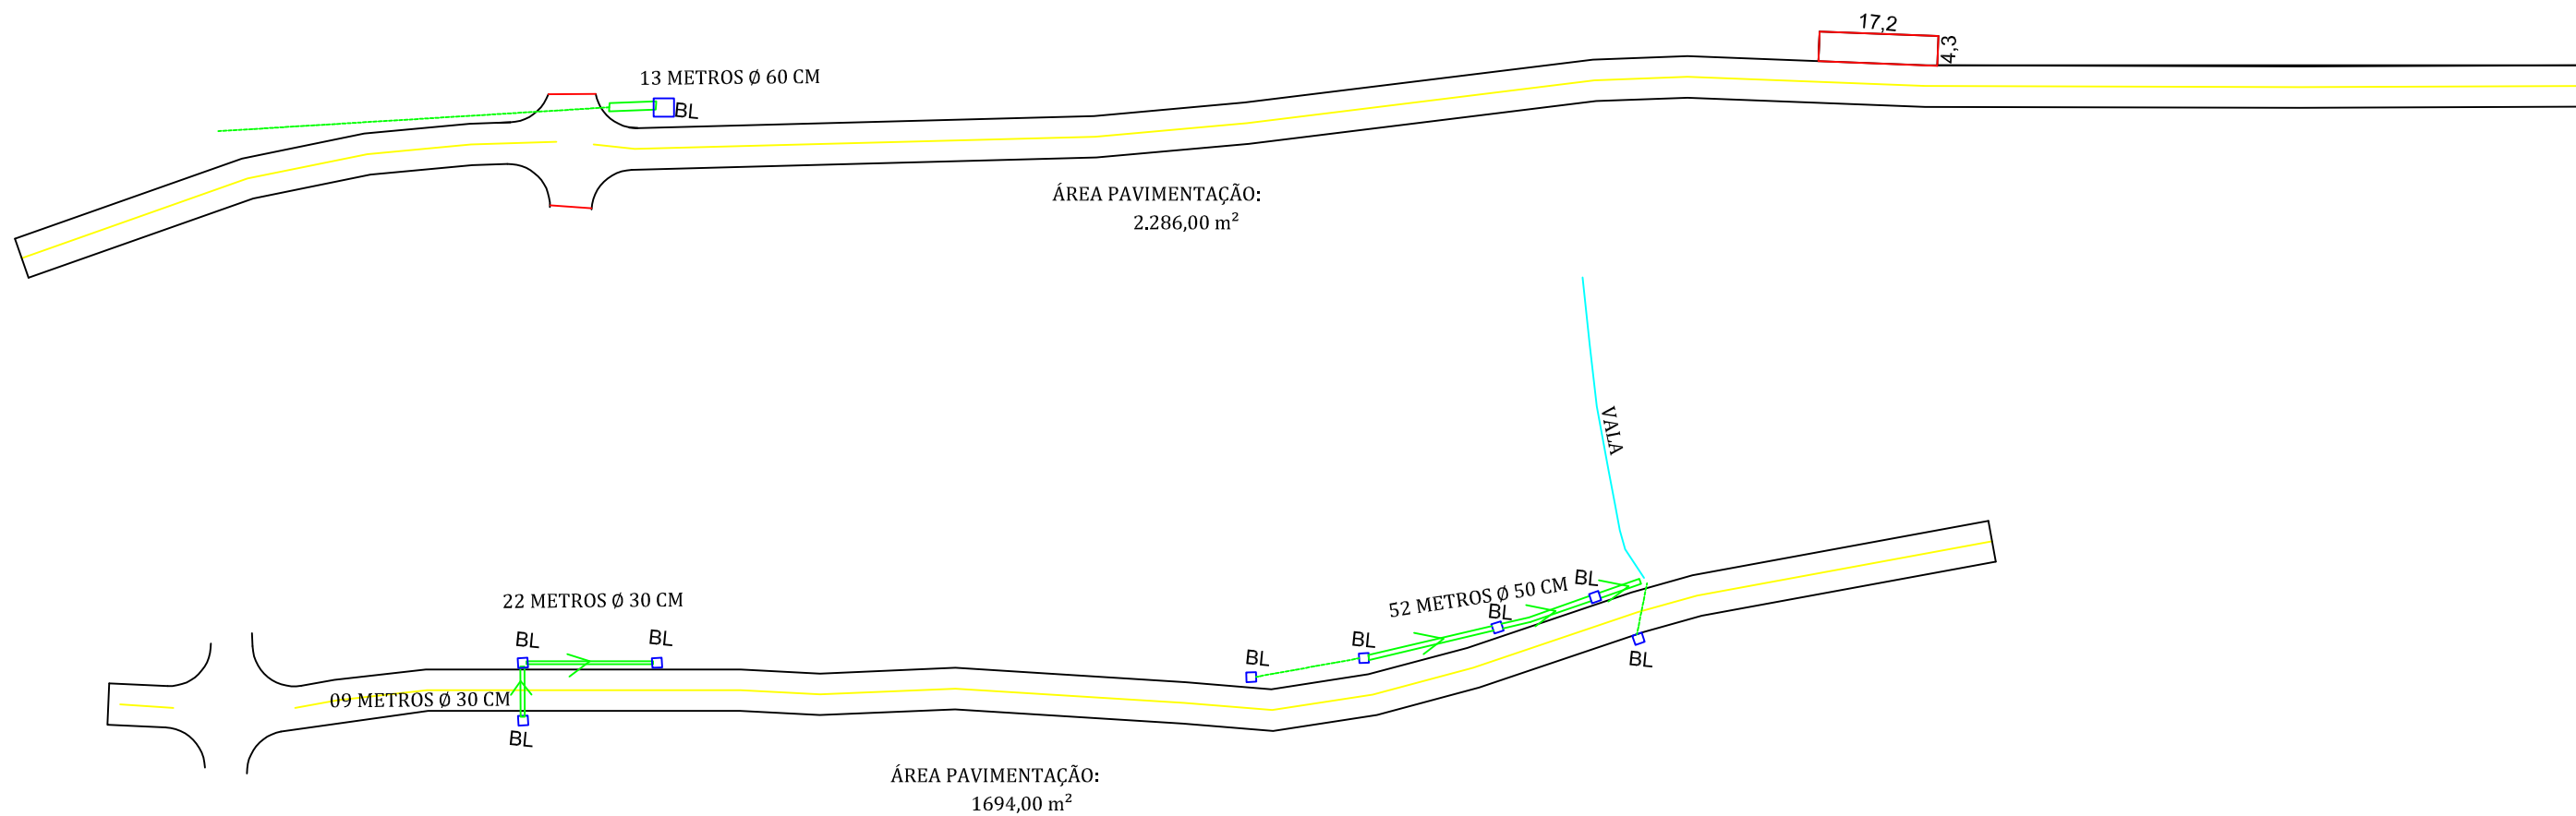 17,2
4,3
13 METROS Ø 60 CM
BL
ÁREA PAVIMENTAÇÃO:
2.286,00 m²
VALA
52 METROS Ø 50 CM
BL
BL
BL
BL
BL
22 METROS Ø 30 CM
BL
BL
09 METROS Ø 30 CM
BL
ÁREA PAVIMENTAÇÃO:
1694,00 m²